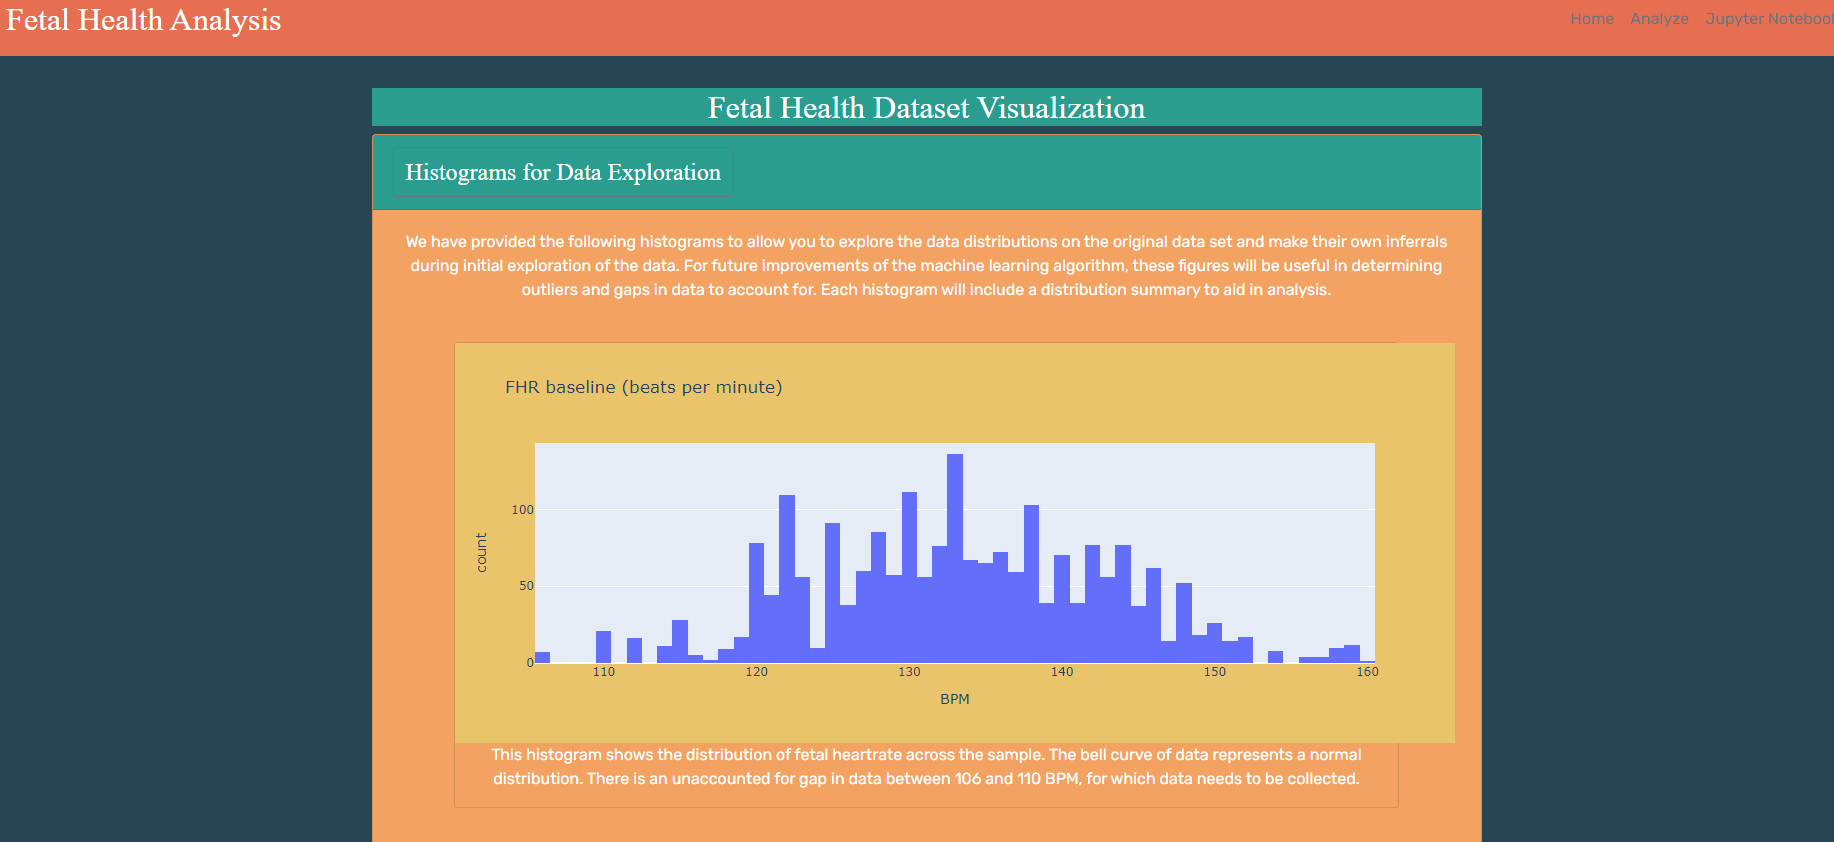 Fetal Health Analysis
Home Analyze Jupyter Notebook
Fetal Health Dataset Visualization
Histograms for Data Exploration
We have provided the following histograms to allow you to explore the data distributions on the original data set and make their own inferrals
during initial exploration of the data. For future improvements of the machine learning algorithm, these figures will be useful in determining
outliers and gaps in data to account for. Each histogram will include a distribution summary to aid in analysis.
FHR baseline (beats per minute)
count
100
50
0
110 120 130 140 150 160
BPM
This histogram shows the distribution of fetal heartrate across the sample. The bell curve of data represents a normal
distribution. There is an unaccounted for gap in data between 106 and 110 BPM, for which data needs to be collected.